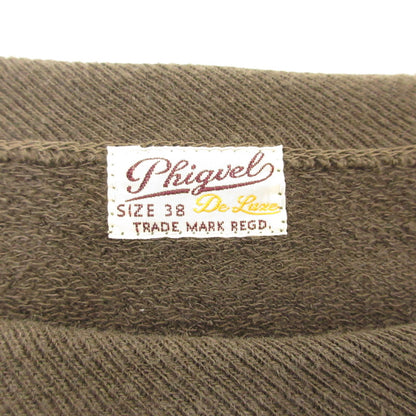 Phigvel
SIZE 38 De Luxe
TRADE MARK REGD.